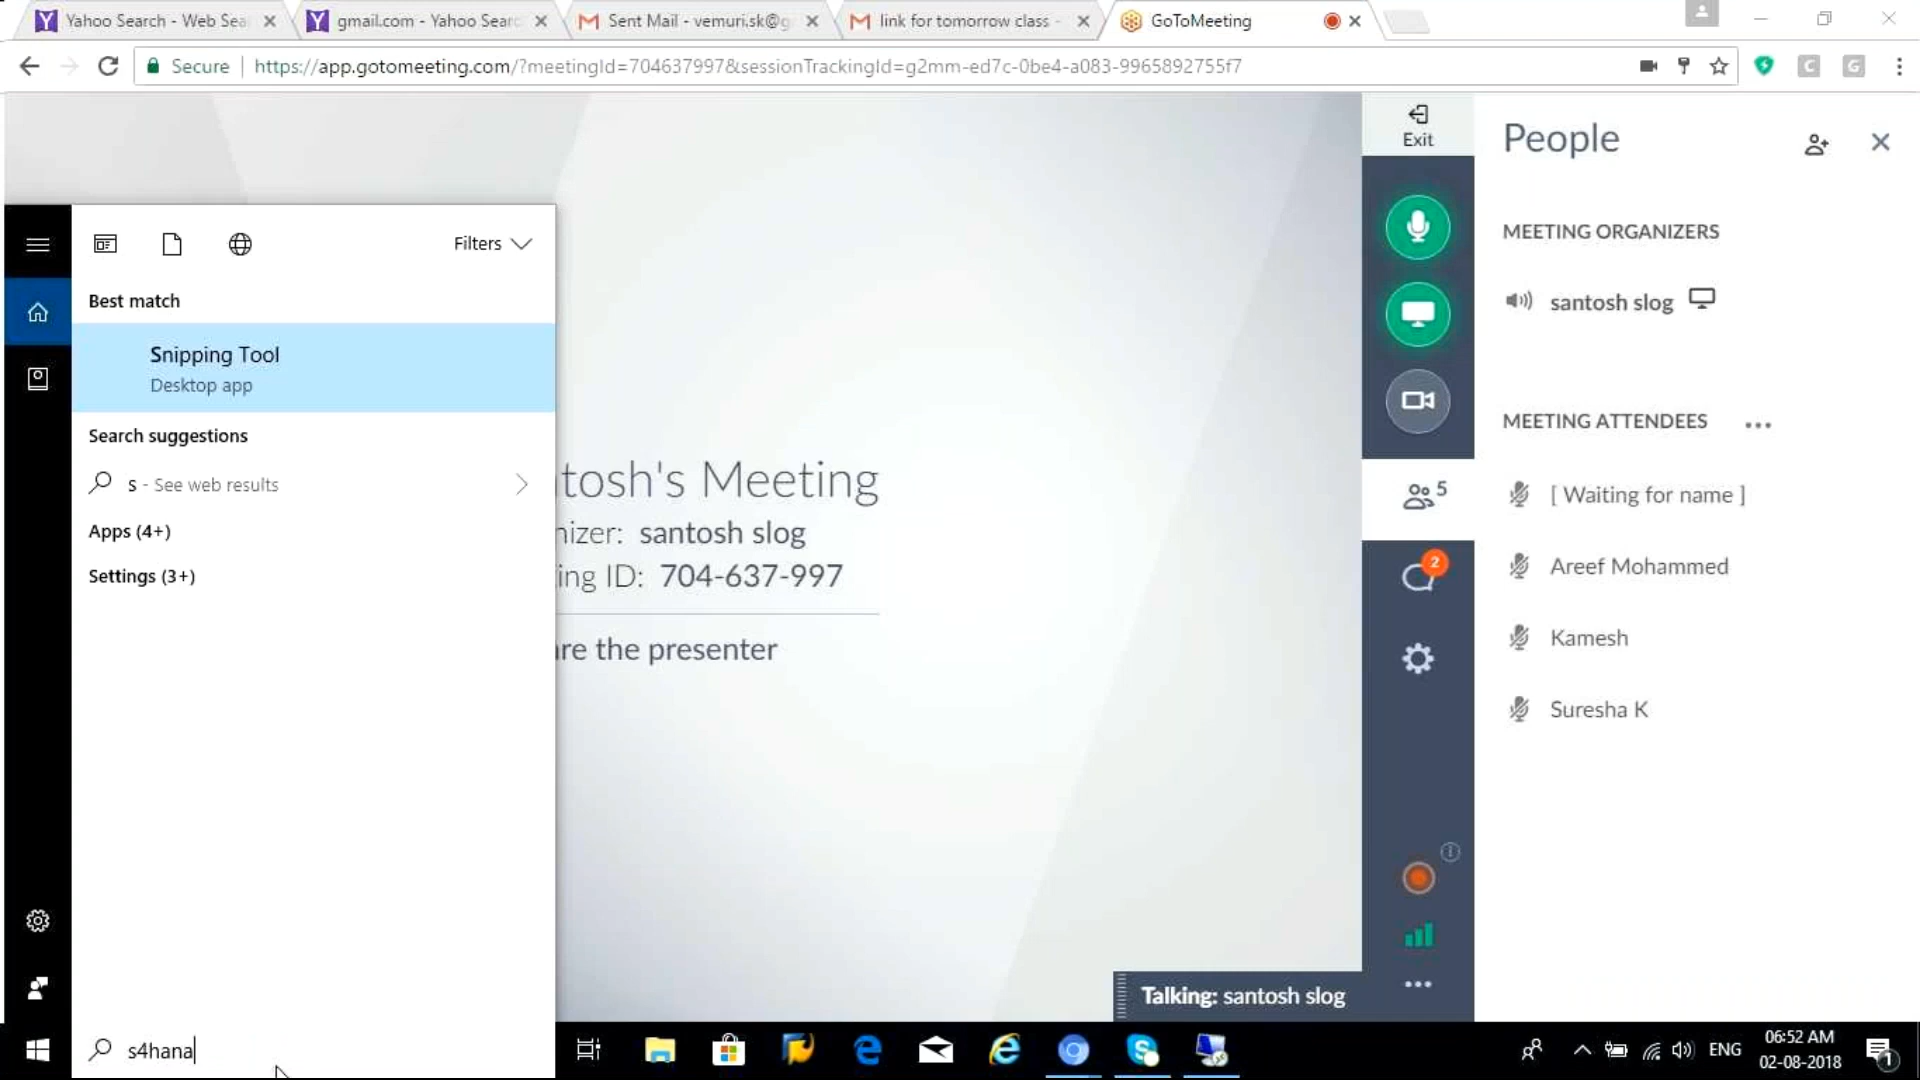 Yahoo Search - Web Sea
gmail.com - Yahoo Searc
Sent Mail - vemuri.sk@g
link for tomorrow class -
GoToMeeting
Secure
https://app.gotomeeting.com/?meetingId=704637997&sessionTrackingId=g2mm-ed7c-0be4-a083-9965892755f7
C
G
Exit
People
MEETING ORGANIZERS
santosh slog
MEETING ATTENDEES
[ Waiting for name ]
Areef Mohammed
Kamesh
Suresha K
5
2
Filters
Best match
Snipping Tool
Desktop app
Search suggestions
s - See web results
Apps (4+)
Settings (3+)
tosh's Meeting
nizer: santosh slog
ing ID: 704-637-997
are the presenter
Talking: santosh slog
s4hana
ENG
06:52 AM
02-08-2018
1